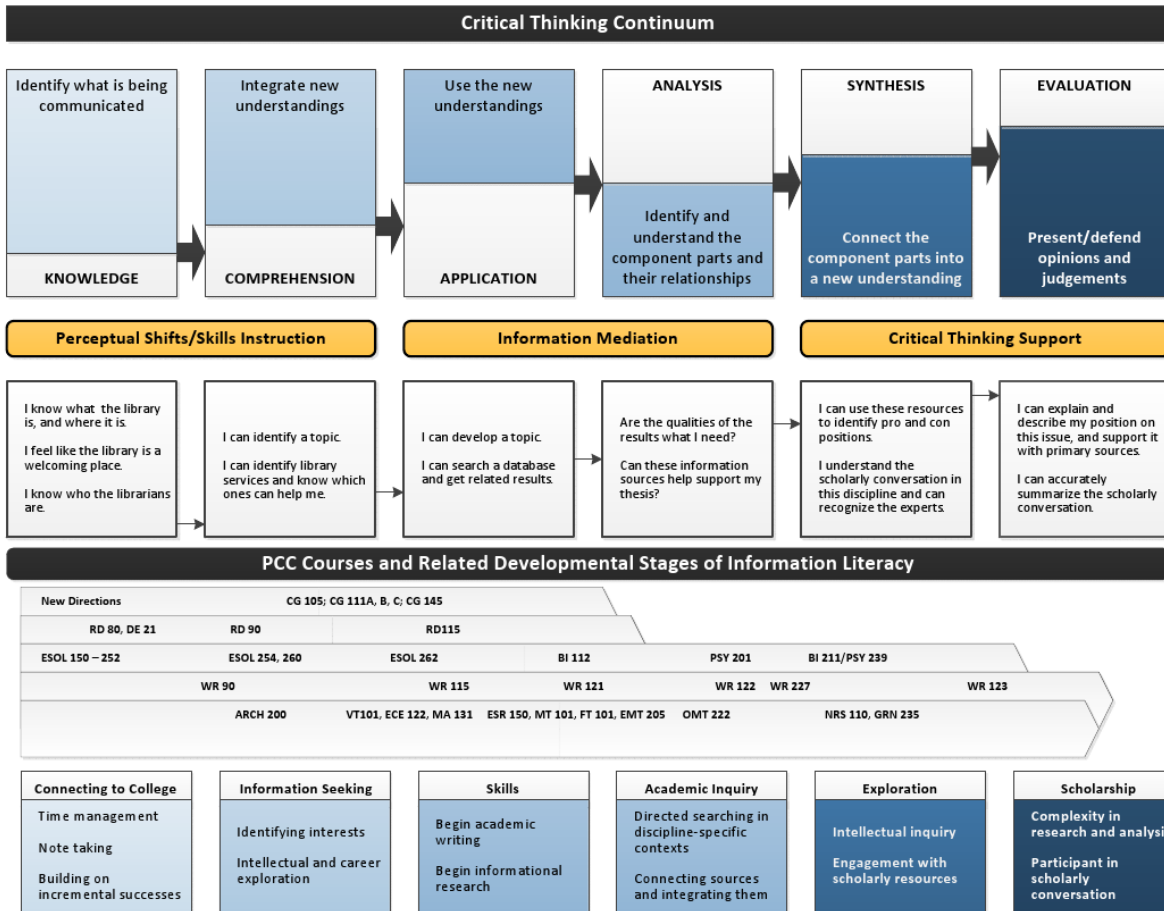 Critical Thinking Continuum
Identify what is being
communicated
KNOWLEDGE
Integrate new
understandings
COMPREHENSION
Use the new
understandings
APPLICATION
ANALYSIS
Identify and
understand the
component parts and
their relationships
SYNTHESIS
Connect the
component parts into
a new understanding
EVALUATION
Present/defend
opinions and
judgements
Perceptual Shifts/Skills Instruction
Information Mediation
Critical Thinking Support
I know what the library
is, and where it is.
I feel like the library is a
welcoming place.
I know who the librarians
are.
I can identify a topic.
I can identify library
services and know which
ones can help me.
I can develop a topic.
I can search a database
and get related results.
Are the qualities of the
results what I need?
Can these information
sources help support my
thesis?
I can use these resources
to identify pro and con
positions.
I understand the
scholarly conversation in
this discipline and can
recognize the experts.
I can explain and
describe my position on
this issue, and support it
with primary sources.
I can accurately
summarize the scholarly
conversation.
PCC Courses and Related Developmental Stages of Information Literacy
New Directions CG 105; CG 111A, B, C; CG 145
RD 80, DE 21 RD 90 RD115
ESOL 150 – 252 ESOL 254, 260 ESOL 262 BI 112 PSY 201 BI 211/PSY 239
WR 90 WR 115 WR 121 WR 122 WR 227 WR 123
ARCH 200 VT101, ECE 122, MA 131 ESR 150, MT 101, FT 101, EMT 205 OMT 222 NRS 110, GRN 235
Connecting to College
Time management
Note taking
Building on
incremental successes
Information Seeking
Identifying interests
Intellectual and career
exploration
Skills
Begin academic
writing
Begin informational
research
Academic Inquiry
Directed searching in
discipline-specific
contexts
Connecting sources
and integrating them
Exploration
Intellectual inquiry
Engagement with
scholarly resources
Scholarship
Complexity in
research and analysis
Participant in
scholarly
conversation